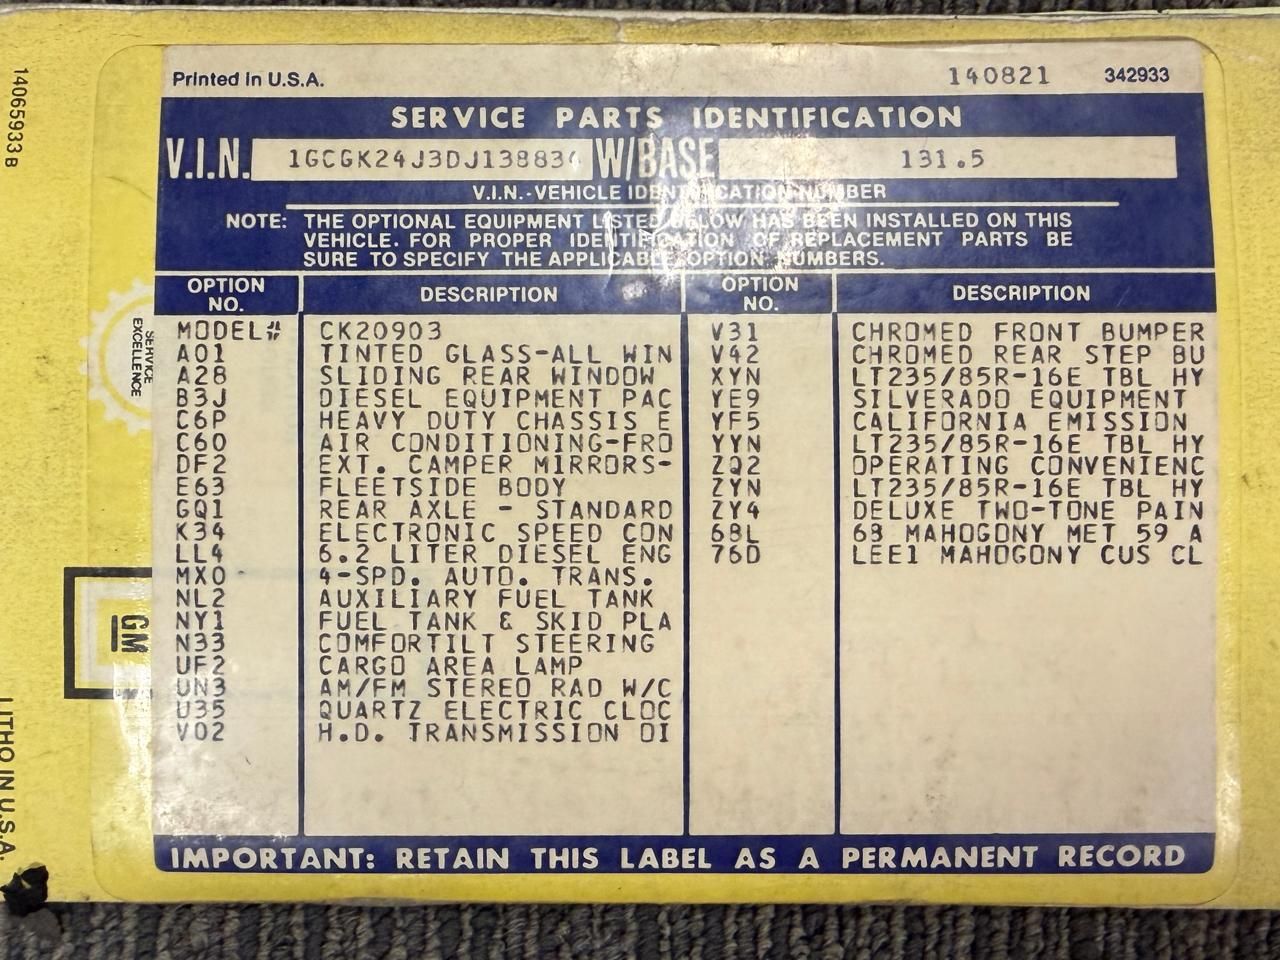 14065933 B
Printed in U.S.A. 140821 342933
SERVICE PARTS IDENTIFICATION
V.I.N. 1GCGK24J3DJ138834 W/BASE 131.5
V.I.N.-VEHICLE IDENTIFICATION NUMBER
NOTE: THE OPTIONAL EQUIPMENT LISTED BELOW HAS BEEN INSTALLED ON THIS
VEHICLE. FOR PROPER IDENTIFICATION OF REPLACEMENT PARTS BE
SURE TO SPECIFY THE APPLICABLE OPTION NUMBERS.
OPTION NO. DESCRIPTION OPTION NO. DESCRIPTION
MODEL# CK20903 V31 CHROMED FRONT BUMPER
A01 TINTED GLASS-ALL WIN V42 CHROMED REAR STEP BU
A28 SLIDING REAR WINDOW XYN LT235/85R-16E TBL HY
B3J DIESEL EQUIPMENT PAC YE9 SILVERADO EQUIPMENT
C6P HEAVY DUTY CHASSIS E YF5 CALIFORNIA EMISSION
C60 AIR CONDITIONING-FRO YYN LT235/85R-16E TBL HY
DF2 EXT. CAMPER MIRRORS- ZQ2 OPERATING CONVENIENC
E63 FLEETSIDE BODY ZYN LT235/85R-16E TBL HY
GQ1 REAR AXLE - STANDARD ZY4 DELUXE TWO-TONE PAIN
K34 ELECTRONIC SPEED CON 68L 68 MAHOGONY MET 59 A
LL4 6.2 LITER DIESEL ENG 76D LEE1 MAHOGONY CUS CL
MX0 4-SPD. AUTO. TRANS.
NL2 AUXILIARY FUEL TANK
NY1 FUEL TANK & SKID PLA
N33 COMFORTILT STEERING
UF2 CARGO AREA LAMP
UN3 AM/FM STEREO RAD W/C
U35 QUARTZ ELECTRIC CLOC
V02 H.D. TRANSMISSION OI
IMPORTANT: RETAIN THIS LABEL AS A PERMANENT RECORD
SERVICE
EXCELLENCE
GM
LITHO IN U.S.A.